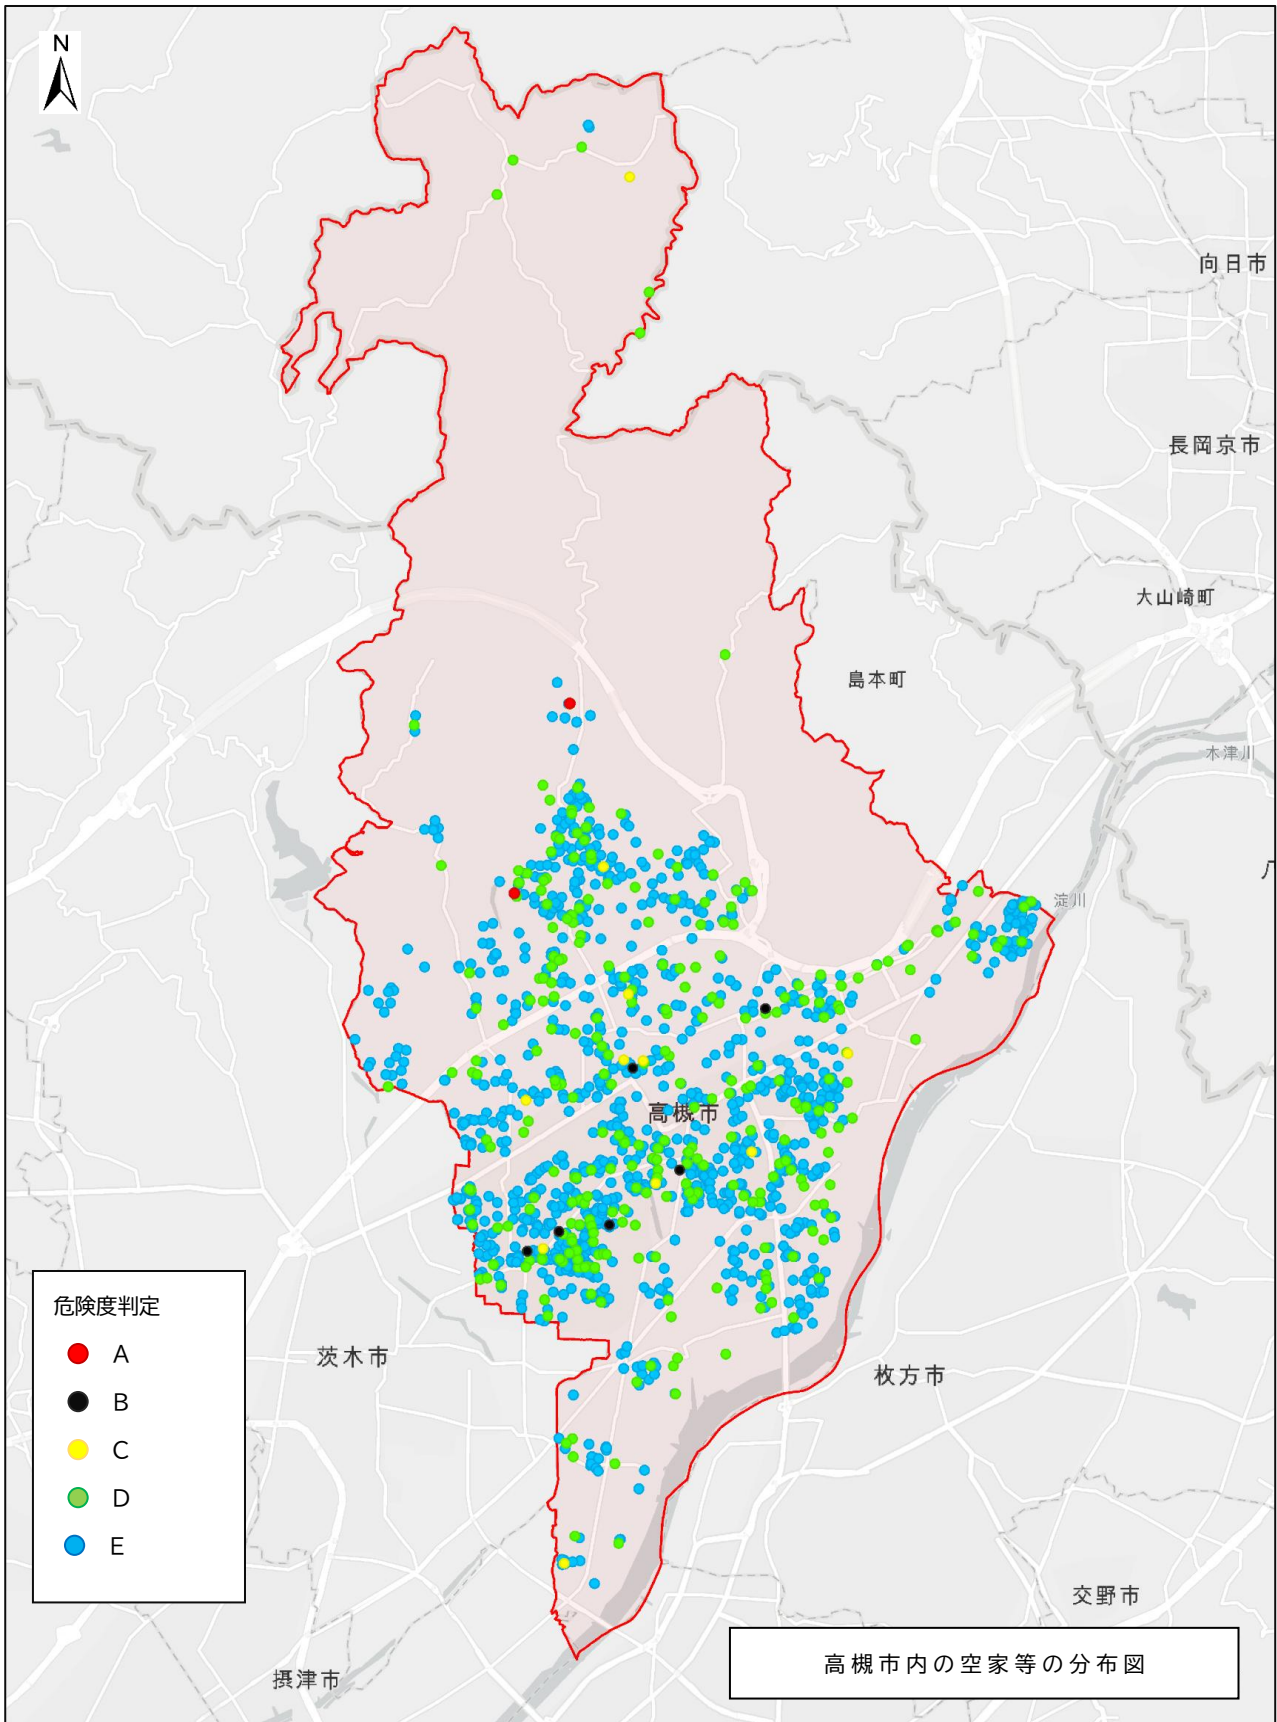 N
向日市
長岡京市
大山崎町
島本町
木津川
八
淀川
高槻市
危険度判定
A
B
C
D
E
茨木市
枚方市
交野市
高槻市内の空家等の分布図
摂津市